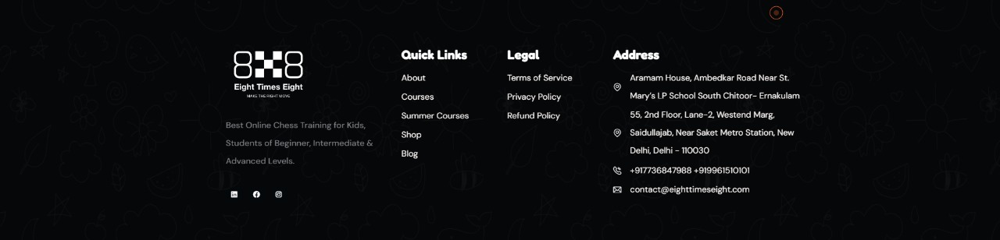 8X8
Eight Times Eight
MAKE THE RIGHT MOVE
Best Online Chess Training for Kids,
Students of Beginner, Intermediate &
Advanced Levels.
Quick Links
About
Courses
Summer Courses
Shop
Blog
Legal
Terms of Service
Privacy Policy
Refund Policy
Address
Aramam House, Ambedkar Road Near St.
Mary's LP School South Chitoor- Ernakulam
55, 2nd Floor, Lane-2, Westend Marg,
Saidullajab, Near Saket Metro Station, New
Delhi, Delhi - 110030
+917736847988 +919961510101
contact@eighttimeseight.com